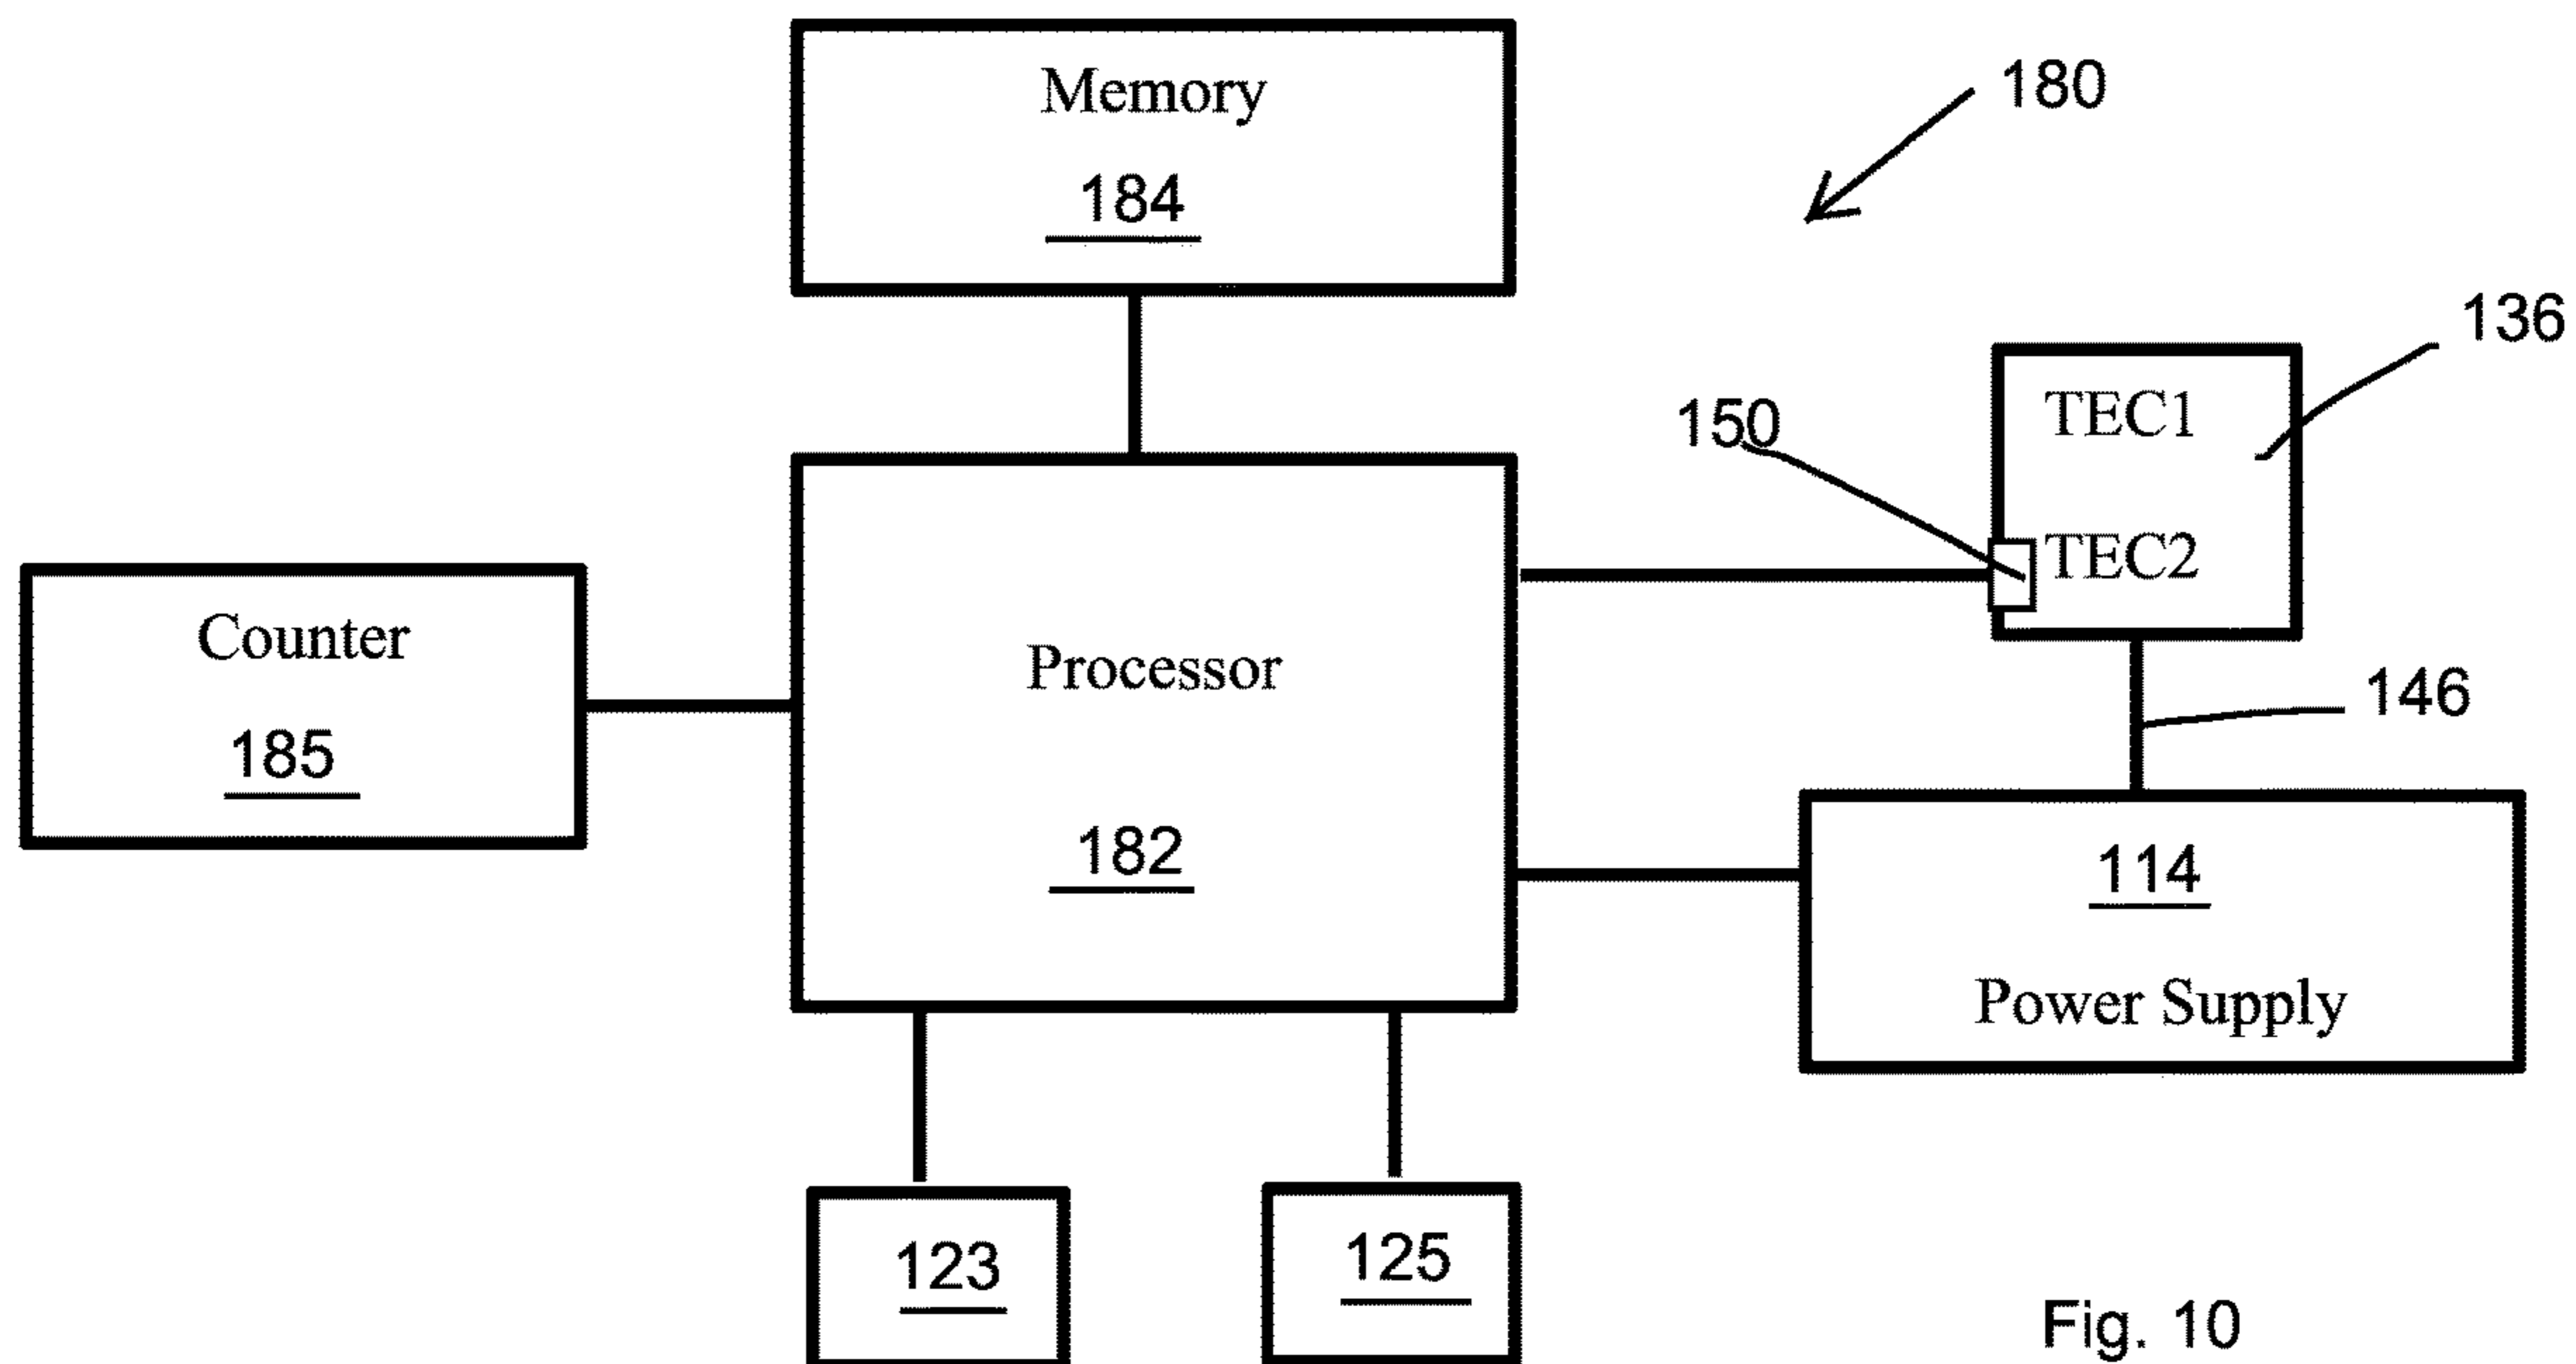 Memory
184
180
136
TEC1
150
TEC2
Counter
185
Processor
182
146
114
Power Supply
123
125
Fig. 10